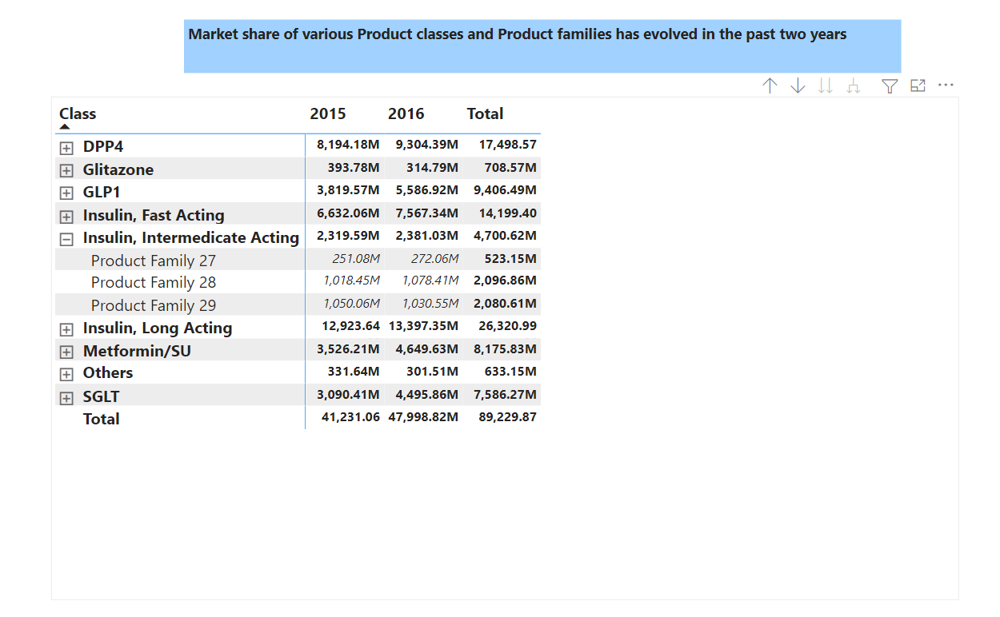 Market share of various Product classes and Product families has evolved in the past two years
Class 2015 2016 Total
DPP4 8,194.18M 9,304.39M 17,498.57
Glitazone 393.78M 314.79M 708.57M
GLP1 3,819.57M 5,586.92M 9,406.49M
Insulin, Fast Acting 6,632.06M 7,567.34M 14,199.40
Insulin, Intermedicate Acting 2,319.59M 2,381.03M 4,700.62M
Product Family 27 251.08M 272.06M 523.15M
Product Family 28 1,018.45M 1,078.41M 2,096.86M
Product Family 29 1,050.06M 1,030.55M 2,080.61M
Insulin, Long Acting 12,923.64 13,397.35M 26,320.99
Metformin/SU 3,526.21M 4,649.63M 8,175.83M
Others 331.64M 301.51M 633.15M
SGLT 3,090.41M 4,495.86M 7,586.27M
Total 41,231.06 47,998.82M 89,229.87